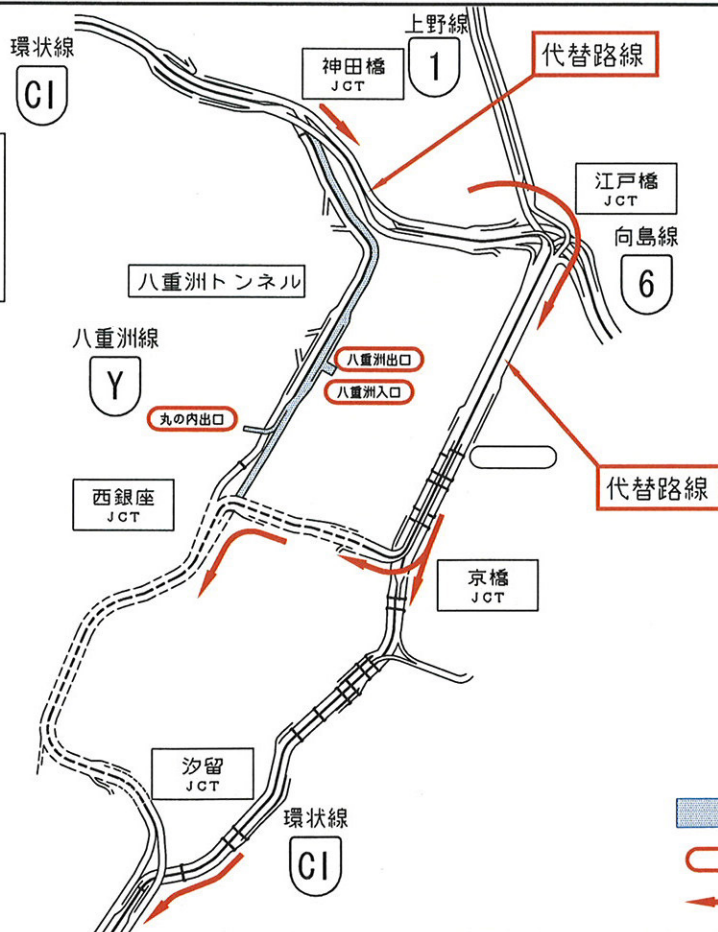 上野線
1
環状線
C1
神田橋
JCT
代替路線
江戸橋
JCT
向島線
6
八重洲トンネル
八重洲線
Y
八重洲出口
八重洲入口
丸の内出口
代替路線
西銀座
JCT
京橋
JCT
汐留
JCT
環状線
C1